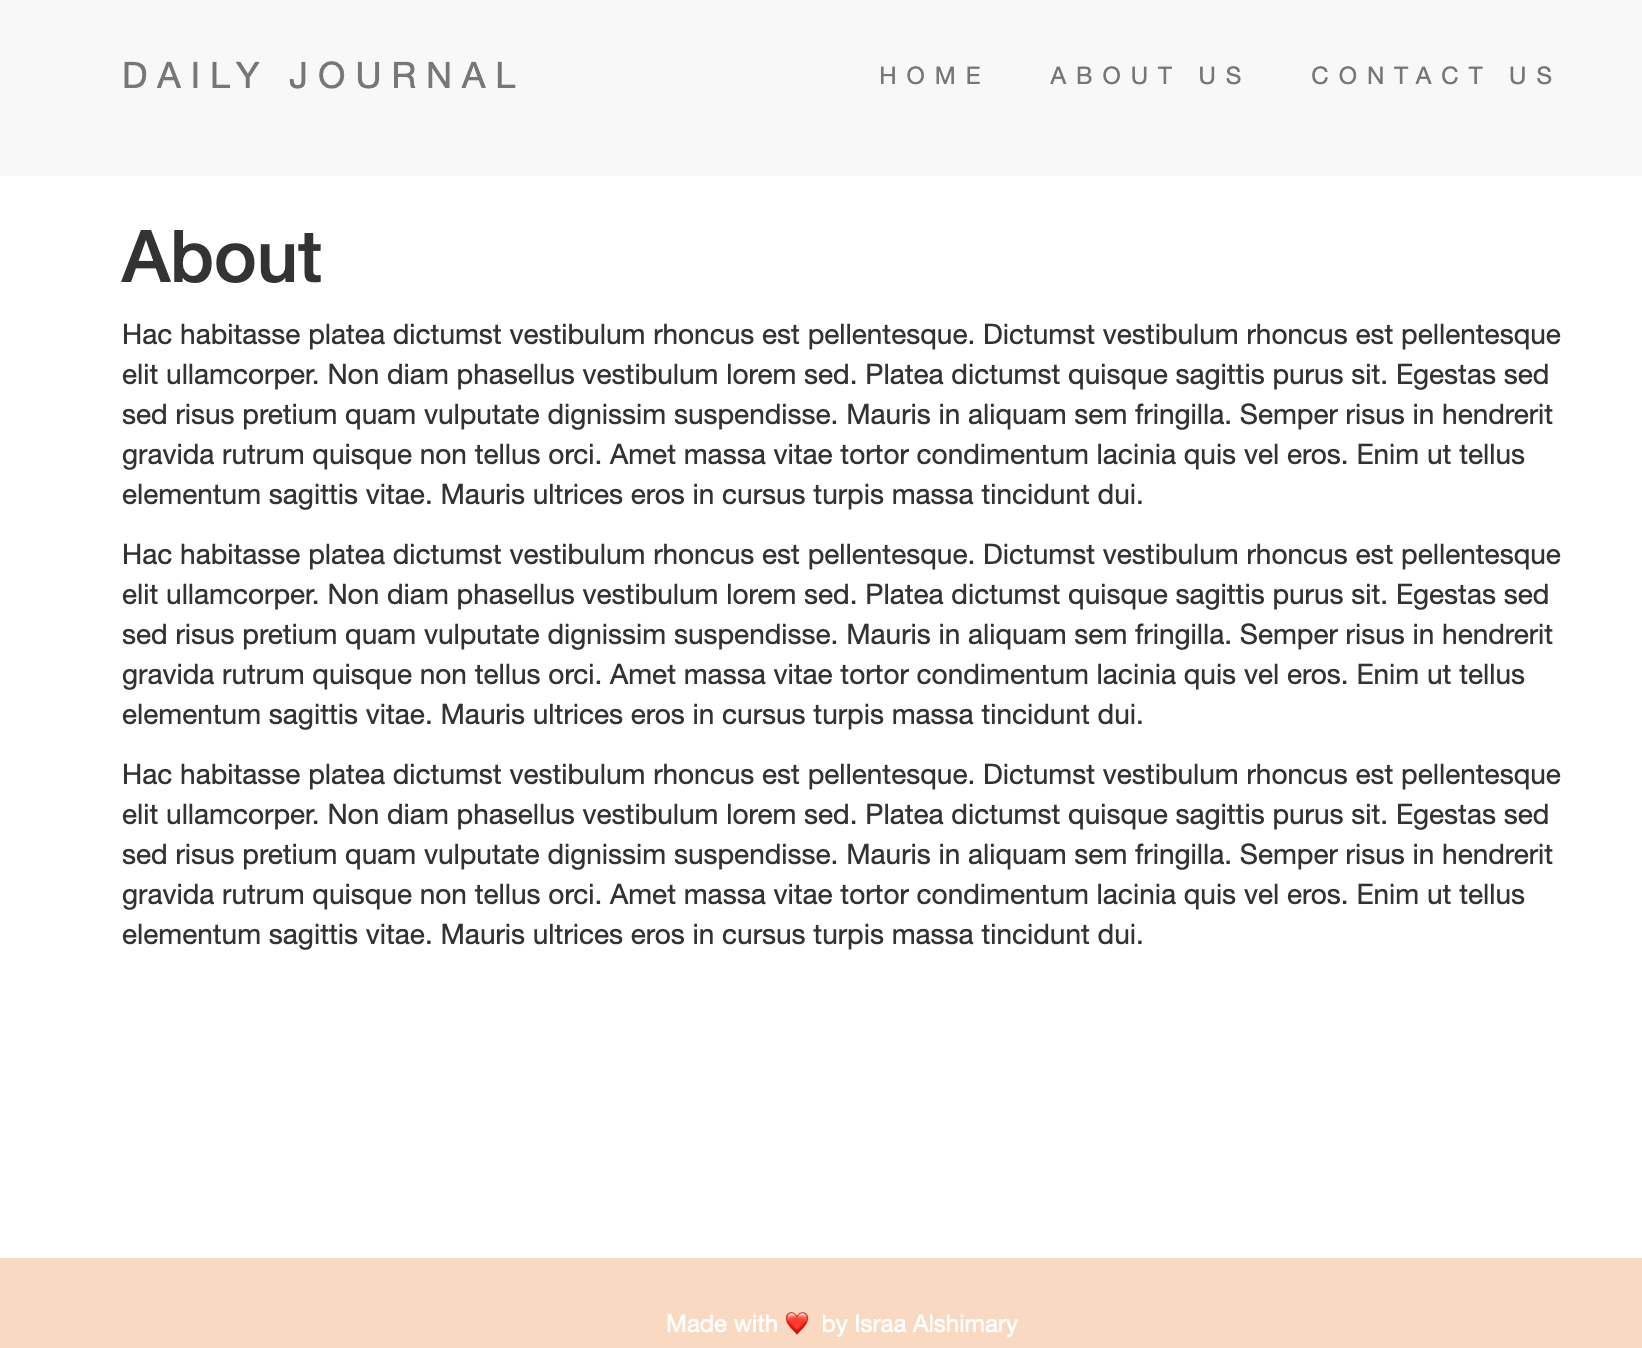 DAILY JOURNAL
HOME ABOUT US CONTACT US
About
Hac habitasse platea dictumst vestibulum rhoncus est pellentesque. Dictumst vestibulum rhoncus est pellentesque
elit ullamcorper. Non diam phasellus vestibulum lorem sed. Platea dictumst quisque sagittis purus sit. Egestas sed
sed risus pretium quam vulputate dignissim suspendisse. Mauris in aliquam sem fringilla. Semper risus in hendrerit
gravida rutrum quisque non tellus orci. Amet massa vitae tortor condimentum lacinia quis vel eros. Enim ut tellus
elementum sagittis vitae. Mauris ultrices eros in cursus turpis massa tincidunt dui.
Hac habitasse platea dictumst vestibulum rhoncus est pellentesque. Dictumst vestibulum rhoncus est pellentesque
elit ullamcorper. Non diam phasellus vestibulum lorem sed. Platea dictumst quisque sagittis purus sit. Egestas sed
sed risus pretium quam vulputate dignissim suspendisse. Mauris in aliquam sem fringilla. Semper risus in hendrerit
gravida rutrum quisque non tellus orci. Amet massa vitae tortor condimentum lacinia quis vel eros. Enim ut tellus
elementum sagittis vitae. Mauris ultrices eros in cursus turpis massa tincidunt dui.
Hac habitasse platea dictumst vestibulum rhoncus est pellentesque. Dictumst vestibulum rhoncus est pellentesque
elit ullamcorper. Non diam phasellus vestibulum lorem sed. Platea dictumst quisque sagittis purus sit. Egestas sed
sed risus pretium quam vulputate dignissim suspendisse. Mauris in aliquam sem fringilla. Semper risus in hendrerit
gravida rutrum quisque non tellus orci. Amet massa vitae tortor condimentum lacinia quis vel eros. Enim ut tellus
elementum sagittis vitae. Mauris ultrices eros in cursus turpis massa tincidunt dui.
Made with ❤️ by Israa Alshimary